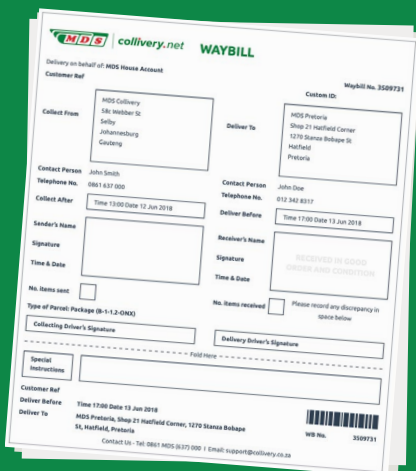 MDS collivery.net WAYBILL
Delivery on behalf of: MDS House Account
Customer Ref
Waybill No. 3509731
Custom ID:
Collect From
MDS Collivery
58c Webber St
Selby
Johannesburg
Gauteng
Deliver To
MDS Pretoria
Shop 21 Hatfield Corner
1270 Stanza Bobape St
Hatfield
Pretoria
Contact Person John Smith
Telephone No. 0861 637 000
Collect After Time 13:00 Date 12 Jun 2018
Contact Person John Doe
Telephone No. 012 342 8317
Deliver Before Time 17:00 Date 13 Jun 2018
Sender's Name
Signature
Time & Date
Receiver's Name
Signature
Time & Date
RECEIVED IN GOOD
ORDER AND CONDITION
No. items sent
No. items received
Please record any discrepancy in
space below
Type of Parcel: Package (B-1-1.2-ONX)
Collecting Driver's Signature
Delivery Driver's Signature
Fold Here
Special
Instructions
Customer Ref
Deliver Before Time 17:00 Date 13 Jun 2018
Deliver To MDS Pretoria, Shop 21 Hatfield Corner, 1270 Stanza Bobape
St, Hatfield, Pretoria
WB No. 3509731
Contact Us - Tel: 0861 MDS (637) 000 | Email: support@collivery.co.za